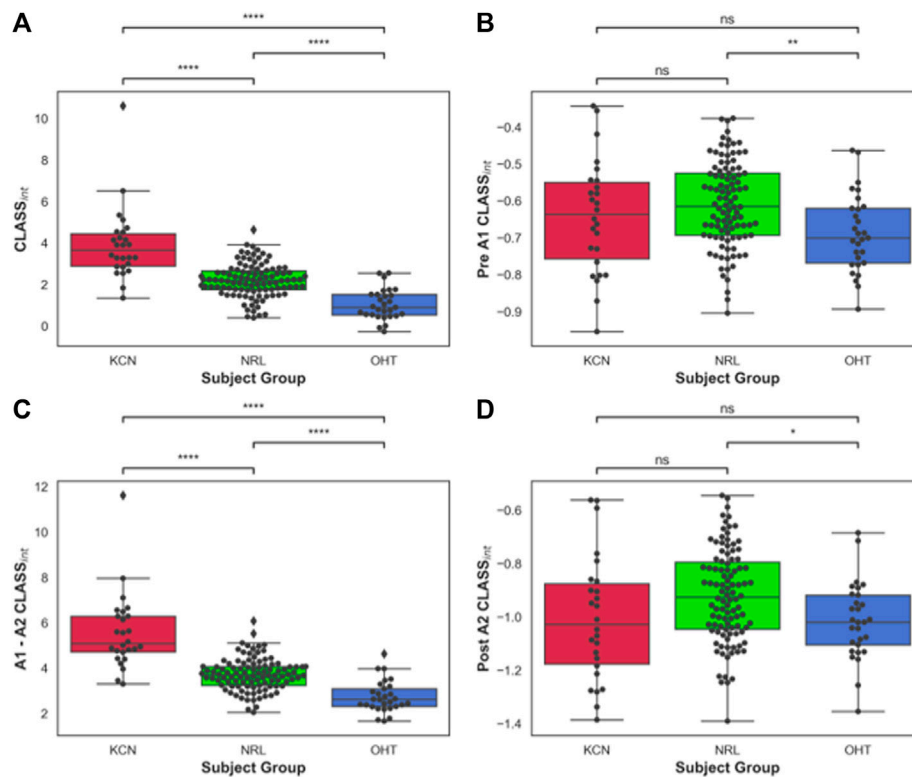 A
****
****
****
CLASSint
10
8
6
4
2
0
KCN
NRL
OHT
Subject Group
B
ns
**
ns
Pre A1 CLASSint
−0.4
−0.5
−0.6
−0.7
−0.8
−0.9
KCN
NRL
OHT
Subject Group
C
****
****
****
A1 - A2 CLASSint
12
10
8
6
4
2
KCN
NRL
OHT
Subject Group
D
ns
*
ns
Post A2 CLASSint
−0.6
−0.8
−1.0
−1.2
−1.4
KCN
NRL
OHT
Subject Group